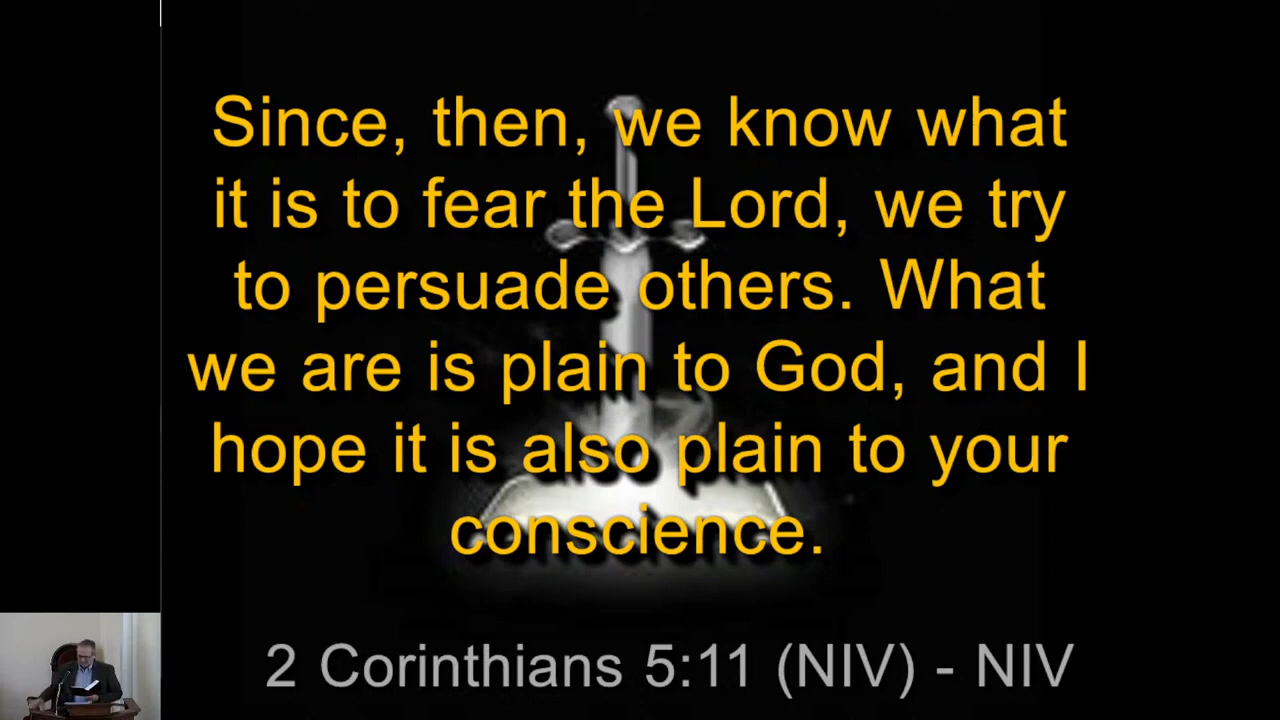 Since, then, we know what
it is to fear the Lord, we try
to persuade others. What
we are is plain to God, and I
hope it is also plain to your
conscience.
2 Corinthians 5:11 (NIV) - NIV